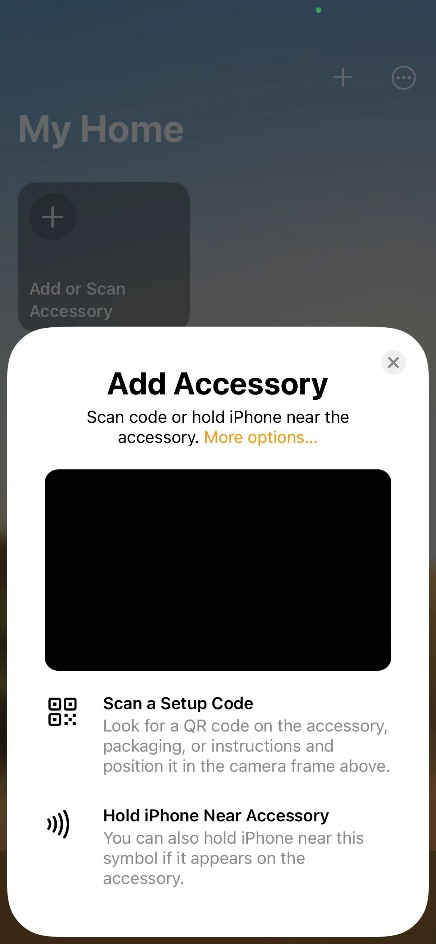 My Home
Add or Scan
Accessory
Add Accessory
Scan code or hold iPhone near the
accessory. More options...
Scan a Setup Code
Look for a QR code on the accessory,
packaging, or instructions and
position it in the camera frame above.
Hold iPhone Near Accessory
You can also hold iPhone near this
symbol if it appears on the
accessory.